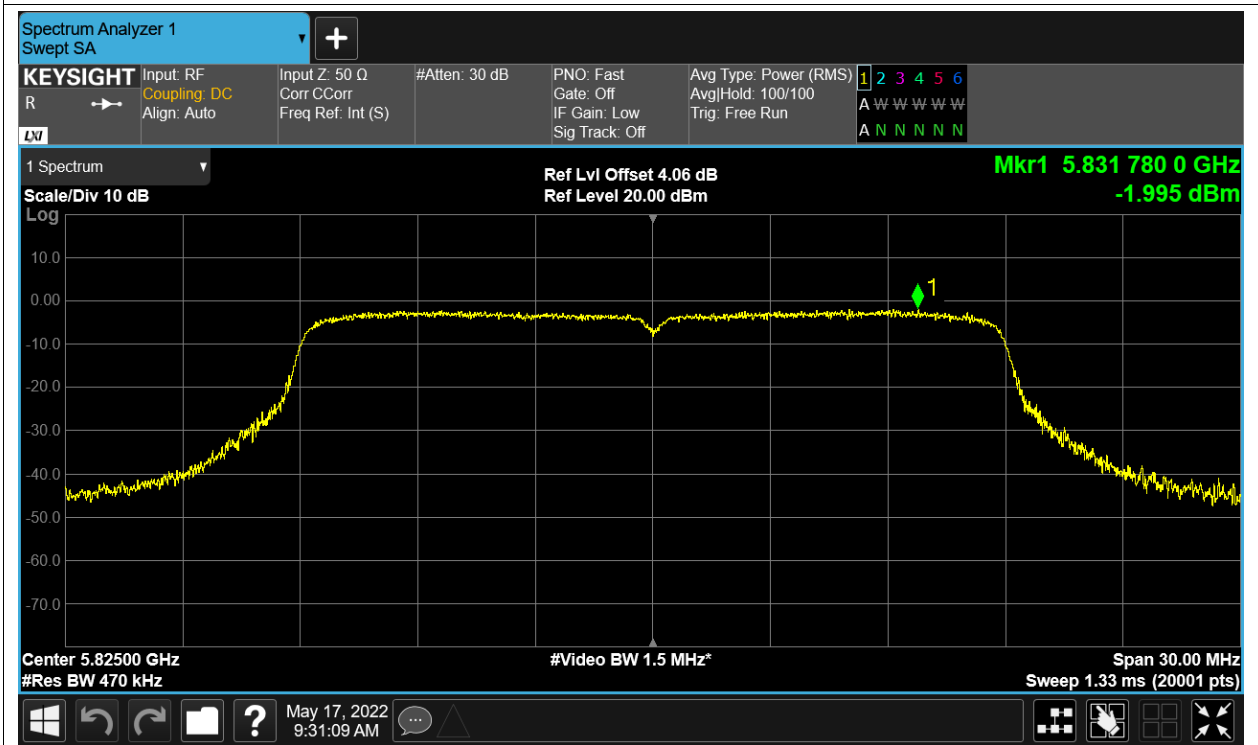 Spectrum Analyzer 1
Swept SA
KEYSIGHT
R
LXI
Input: RF
Coupling: DC
Align: Auto
Input Z: 50 Ω
Corr CCorr
Freq Ref: Int (S)
#Atten: 30 dB
PNO: Fast
Gate: Off
IF Gain: Low
Sig Track: Off
Avg Type: Power (RMS)
Avg|Hold: 100/100
Trig: Free Run
1 2 3 4 5 6
A W W W W W
A N N N N N
1 Spectrum
Scale/Div 10 dB
Ref Lvl Offset 4.06 dB
Ref Level 20.00 dBm
Mkr1 5.831 780 0 GHz
-1.995 dBm
Log
10.0
0.00
-10.0
-20.0
-30.0
-40.0
-50.0
-60.0
-70.0
1
Center 5.82500 GHz
#Res BW 470 kHz
#Video BW 1.5 MHz*
Span 30.00 MHz
Sweep 1.33 ms (20001 pts)
?
May 17, 2022
9:31:09 AM